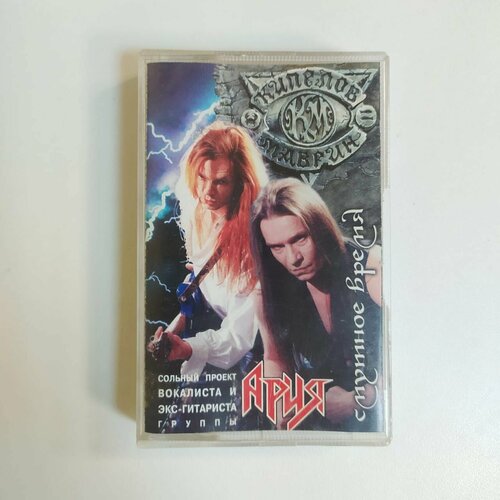 Кипелов
КМ
Маврин
Смутное время
СОЛЬНЫЙ ПРОЕКТ
ВОКАЛИСТА И
ЭКС-ГИТАРИСТА
ГРУППЫ
Ария